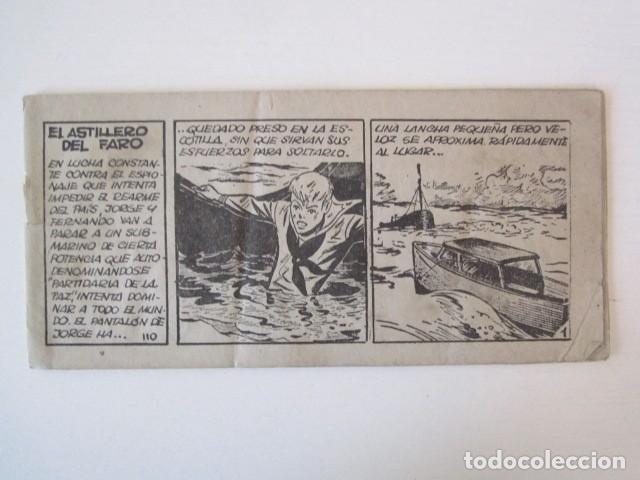 EL ASTILLERO
DEL FARO
EN LUCHA CONSTAN-
TE CONTRA EL ESPIO-
NAJE QUE INTENTA
IMPEDIR EL REARME
DEL PAÍS, JORGE Y
FERNANDO VAN A
PARAR A UN SUB-
MARINO DE CIERTA
POTENCIA QUE AUTO-
DENOMINANDOSE
"PARTIDARIA DE LA
PAZ", INTENTA DOMI-
NAR A TODO EL MUN-
DO. EL PANTALÓN DE
JORGE HA... 110
...QUEDADO PRESO EN LA ES-
COTILLA, SIN QUE SIRVAN SUS
ESFUERZOS PARA SOLTARLO.
UNA LANCHA PEQUEÑA PERO VE-
LOZ SE APROXIMA RÁPIDAMENTE
AL LUGAR...
1
todocoleccion.net